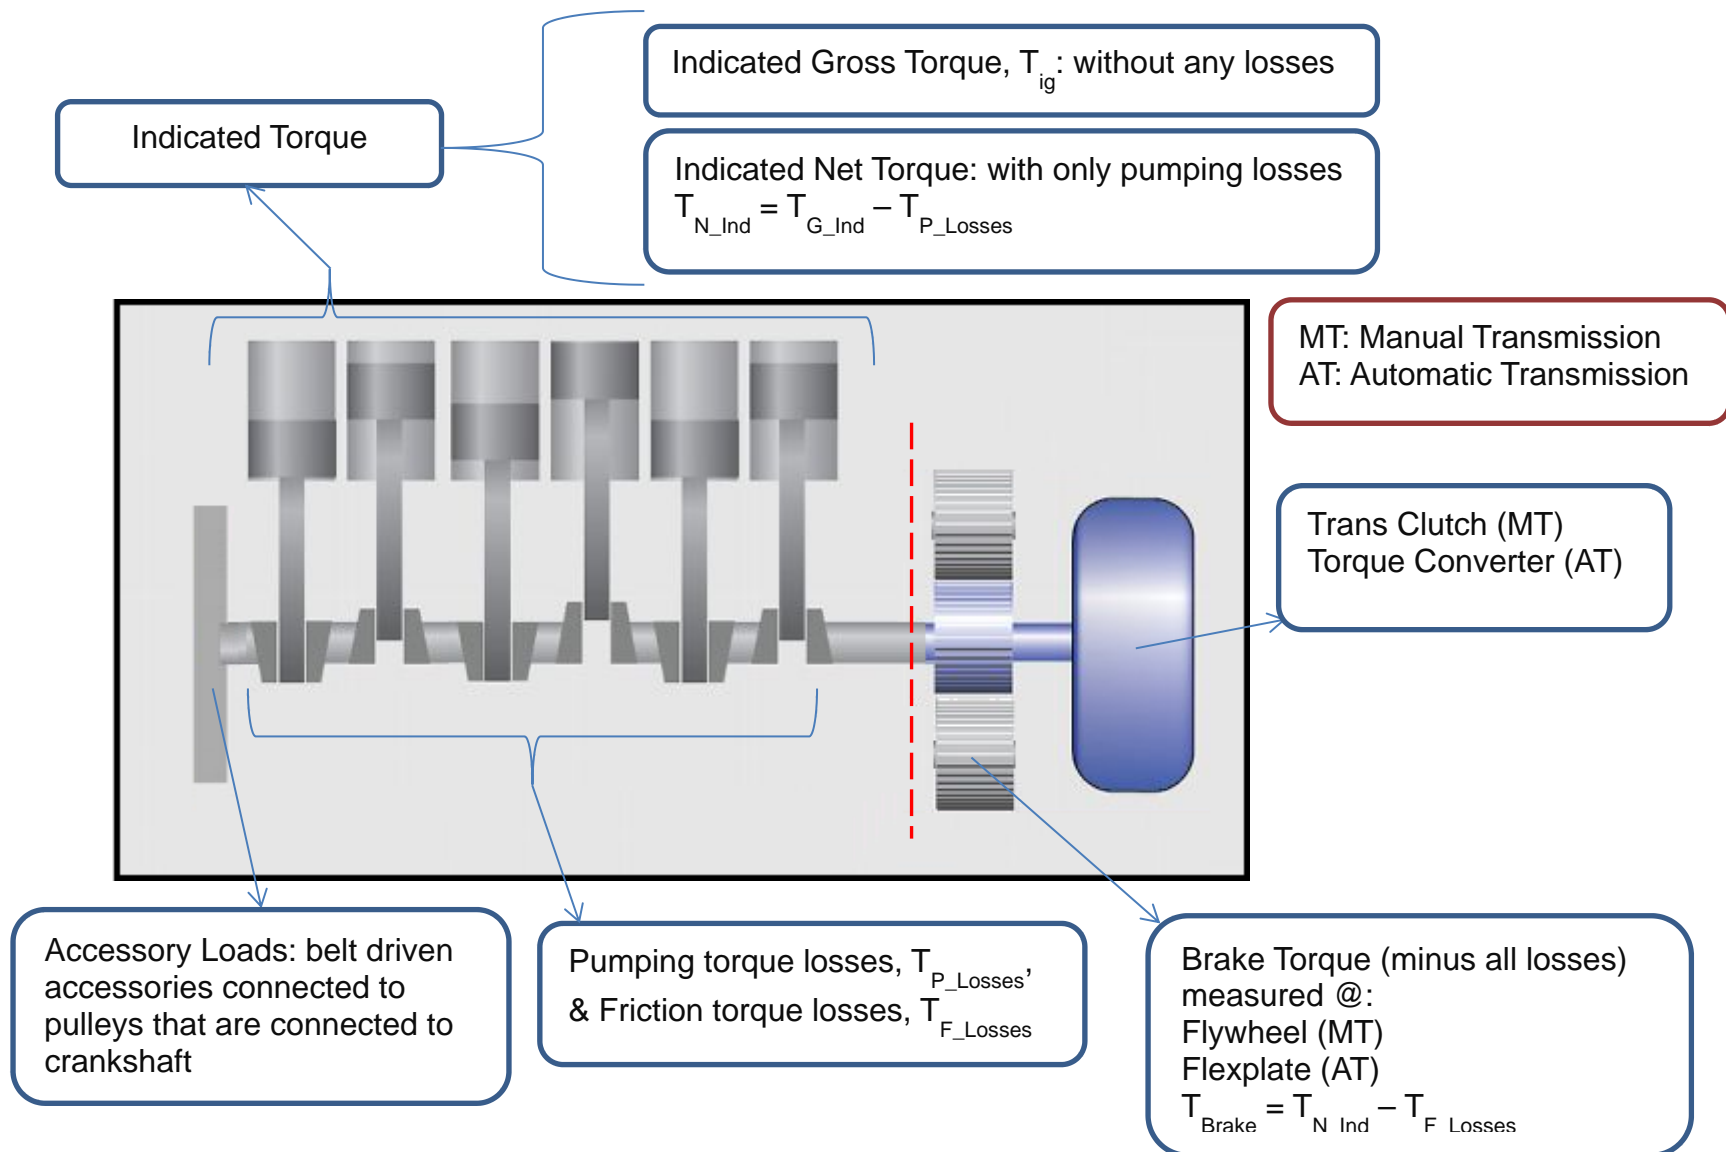 Indicated Gross Torque, T_ig: without any losses
Indicated Torque
Indicated Net Torque: with only pumping losses
T_N_Ind = T_G_Ind – T_P_Losses
MT: Manual Transmission
AT: Automatic Transmission
Trans Clutch (MT)
Torque Converter (AT)
Accessory Loads: belt driven
accessories connected to
pulleys that are connected to
crankshaft
Pumping torque losses, T_P_Losses,
& Friction torque losses, T_F_Losses
Brake Torque (minus all losses)
measured @:
Flywheel (MT)
Flexplate (AT)
T_Brake = T_N_Ind – T_F_Losses